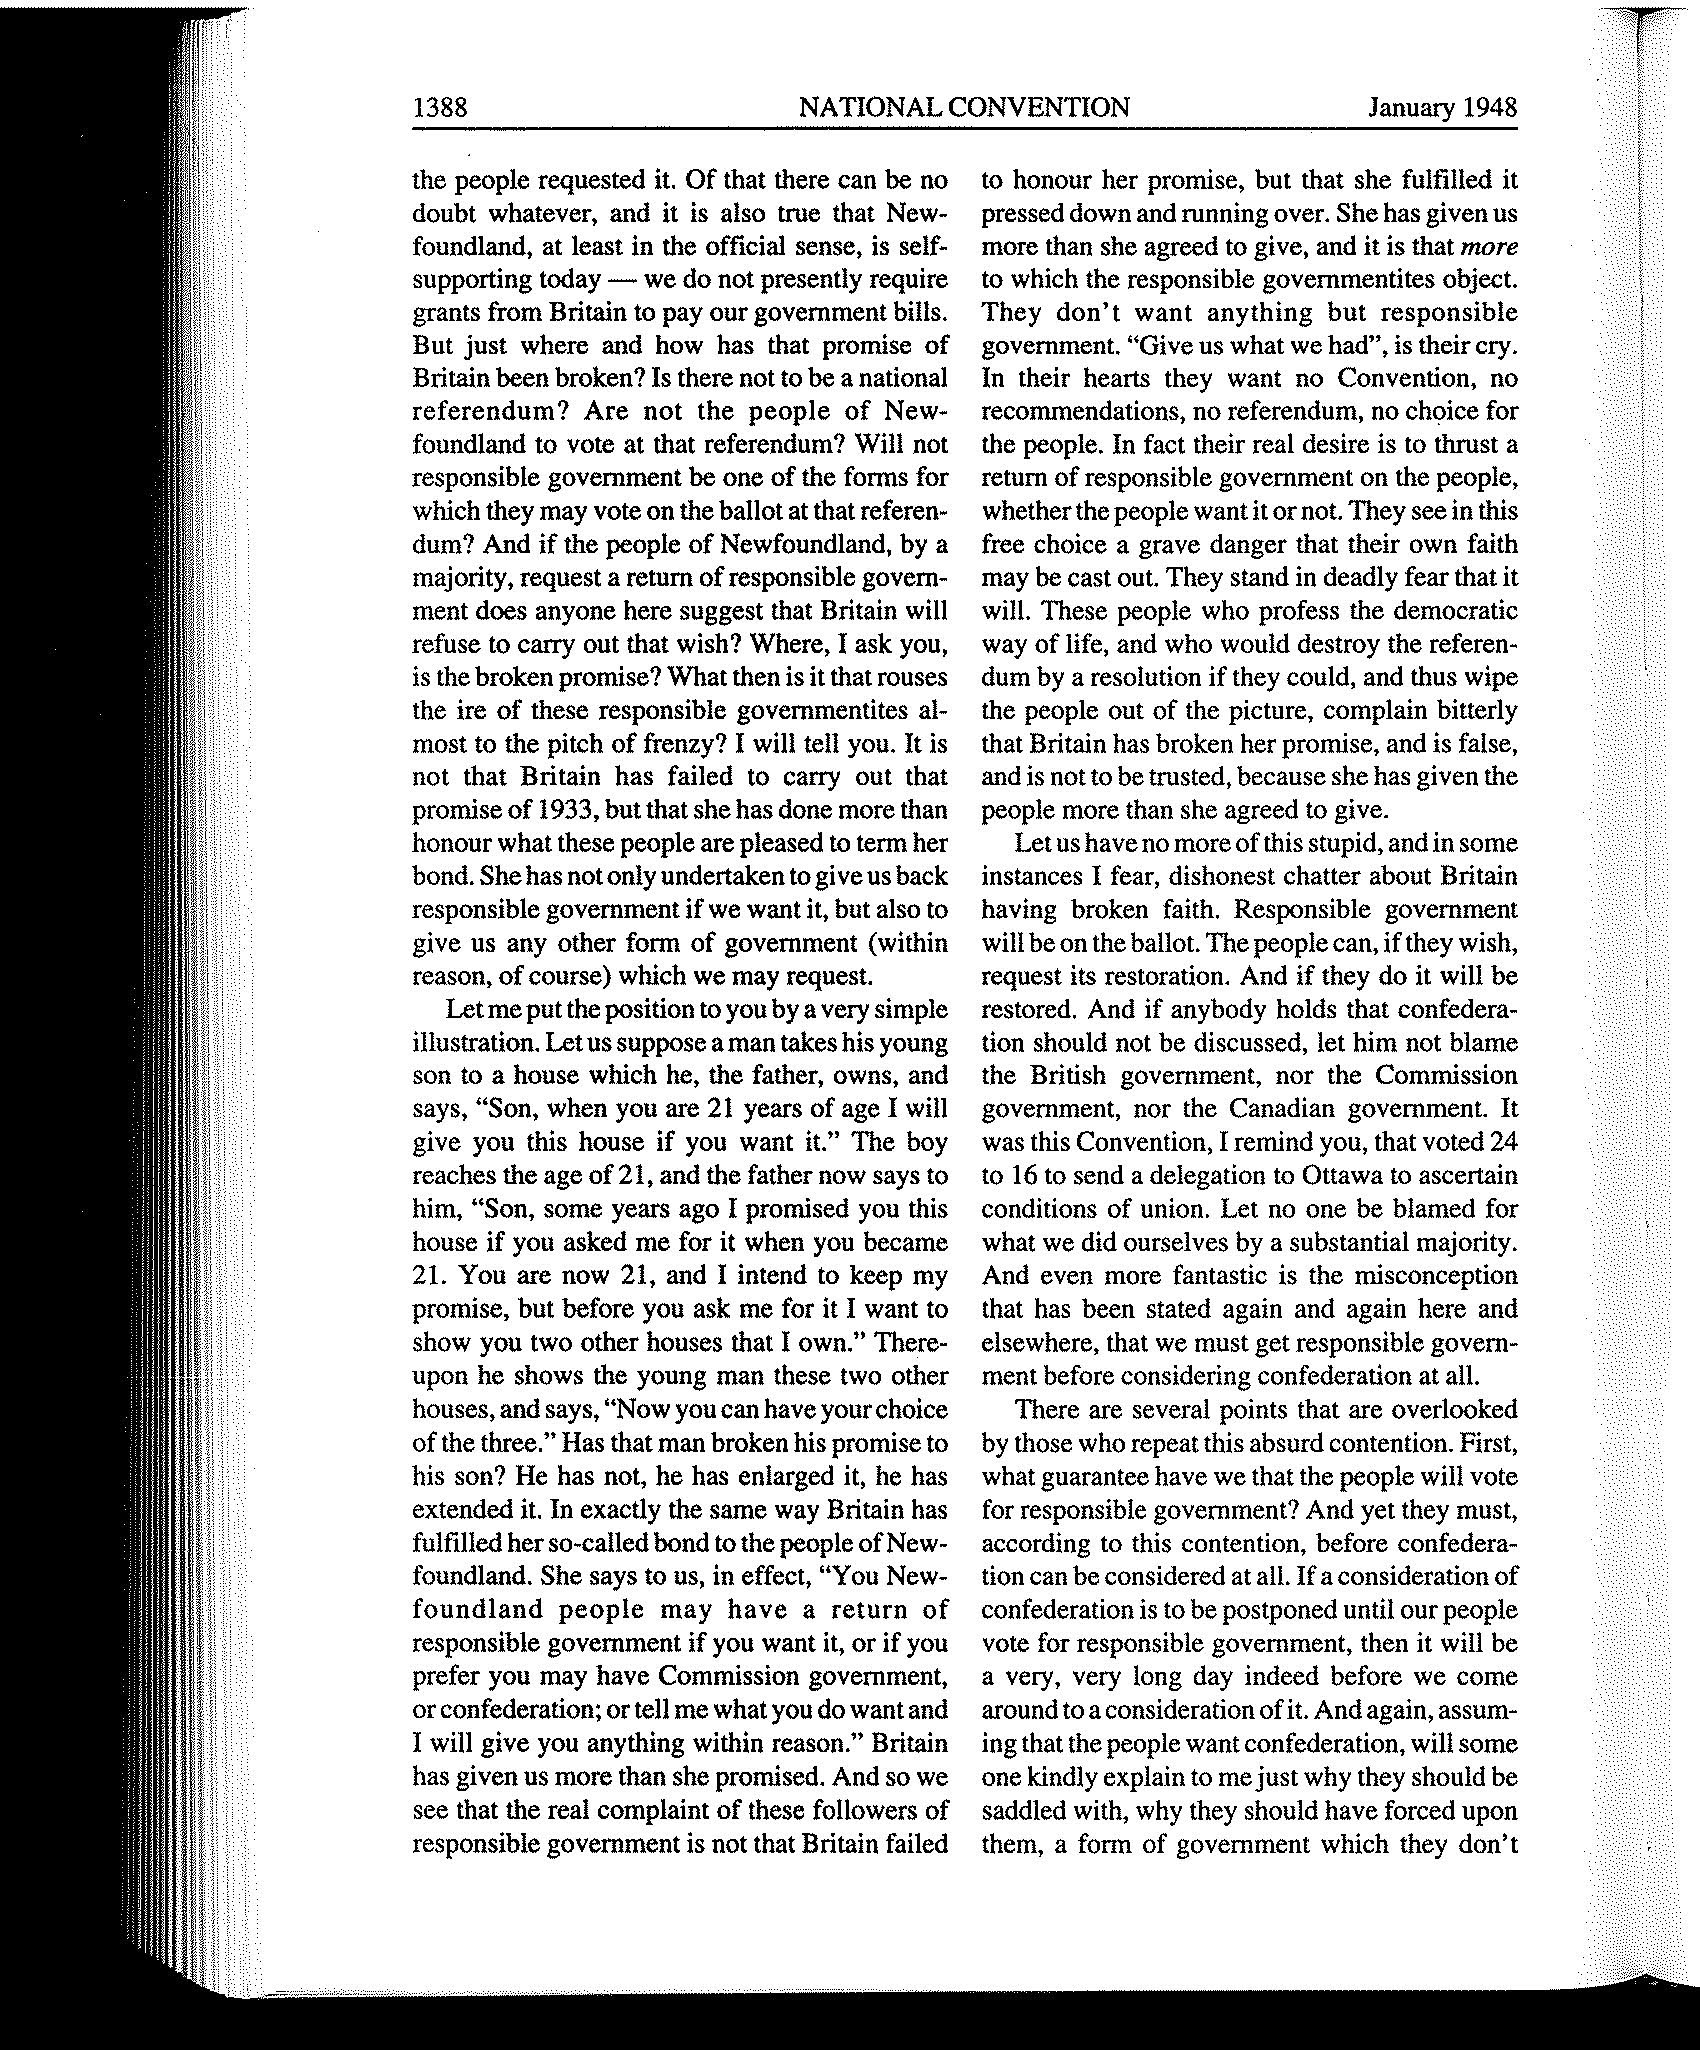 1388 NATIONAL CONVENTION January 1948
the people requested it. Of that there can be no
doubt whatever, and it is also true that New-
foundland, at least in the official sense, is self-
supporting today — we do not presently require
grants from Britain to pay our government bills.
But just where and how has that promise of
Britain been broken? Is there not to be a national
referendum? Are not the people of New-
foundland to vote at that referendum? Will not
responsible government be one of the forms for
which they may vote on the ballot at that referen-
dum? And if the people of Newfoundland, by a
majority, request a return of responsible govern-
ment does anyone here suggest that Britain will
refuse to carry out that wish? Where, I ask you,
is the broken promise? What then is it that rouses
the ire of these responsible governmentites al-
most to the pitch of frenzy? I will tell you. It is
not that Britain has failed to carry out that
promise of 1933, but that she has done more than
honour what these people are pleased to term her
bond. She has not only undertaken to give us back
responsible government if we want it, but also to
give us any other form of government (within
reason, of course) which we may request.
Let me put the position to you by a very simple
illustration. Let us suppose a man takes his young
son to a house which he, the father, owns, and
says, “Son, when you are 21 years of age I will
give you this house if you want it.” The boy
reaches the age of 21, and the father now says to
him, “Son, some years ago I promised you this
house if you asked me for it when you became
21. You are now 21, and I intend to keep my
promise, but before you ask me for it I want to
show you two other houses that I own.” There-
upon he shows the young man these two other
houses, and says, “Now you can have your choice
of the three.” Has that man broken his promise to
his son? He has not, he has enlarged it, he has
extended it. In exactly the same way Britain has
fulfilled her so-called bond to the people of New-
foundland. She says to us, in effect, “You New-
foundland people may have a return of
responsible government if you want it, or if you
prefer you may have Commission government,
or confederation; or tell me what you do want and
I will give you anything within reason.” Britain
has given us more than she promised. And so we
see that the real complaint of these followers of
responsible government is not that Britain failed
to honour her promise, but that she fulfilled it
pressed down and running over. She has given us
more than she agreed to give, and it is that more
to which the responsible governmentites object.
They don't want anything but responsible
government. “Give us what we had”, is their cry.
In their hearts they want no Convention, no
recommendations, no referendum, no choice for
the people. In fact their real desire is to thrust a
return of responsible government on the people,
whether the people want it or not. They see in this
free choice a grave danger that their own faith
may be cast out. They stand in deadly fear that it
will. These people who profess the democratic
way of life, and who would destroy the referen-
dum by a resolution if they could, and thus wipe
the people out of the picture, complain bitterly
that Britain has broken her promise, and is false,
and is not to be trusted, because she has given the
people more than she agreed to give.
Let us have no more of this stupid, and in some
instances I fear, dishonest chatter about Britain
having broken faith. Responsible government
will be on the ballot. The people can, if they wish,
request its restoration. And if they do it will be
restored. And if anybody holds that confedera-
tion should not be discussed, let him not blame
the British government, nor the Commission
government, nor the Canadian government. It
was this Convention, I remind you, that voted 24
to 16 to send a delegation to Ottawa to ascertain
conditions of union. Let no one be blamed for
what we did ourselves by a substantial majority.
And even more fantastic is the misconception
that has been stated again and again here and
elsewhere, that we must get responsible govern-
ment before considering confederation at all.
There are several points that are overlooked
by those who repeat this absurd contention. First,
what guarantee have we that the people will vote
for responsible government? And yet they must,
according to this contention, before confedera-
tion can be considered at all. If a consideration of
confederation is to be postponed until our people
vote for responsible government, then it will be
a very, very long day indeed before we come
around to a consideration of it. And again, assum-
ing that the people want confederation, will some
one kindly explain to me just why they should be
saddled with, why they should have forced upon
them, a form of government which they don't